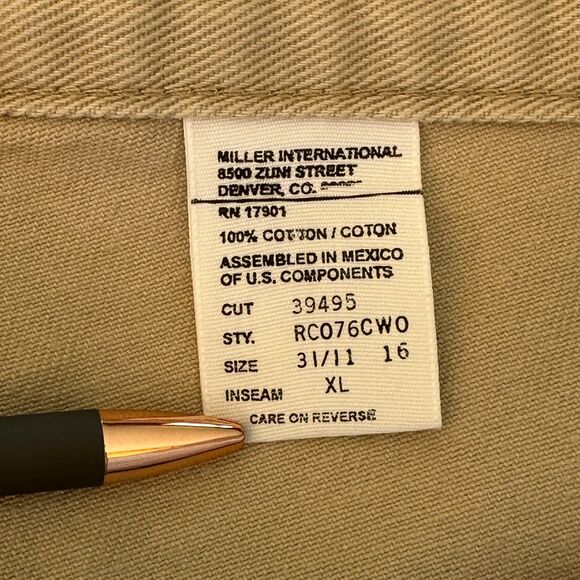 MILLER INTERNATIONAL
8500 ZUNI STREET
DENVER, CO.
RN 17901
100% COTTON / COTON
ASSEMBLED IN MEXICO
OF U.S. COMPONENTS
CUT 39495
STY. RCO76CWO
SIZE 31/11 16
INSEAM XL
CARE ON REVERSE